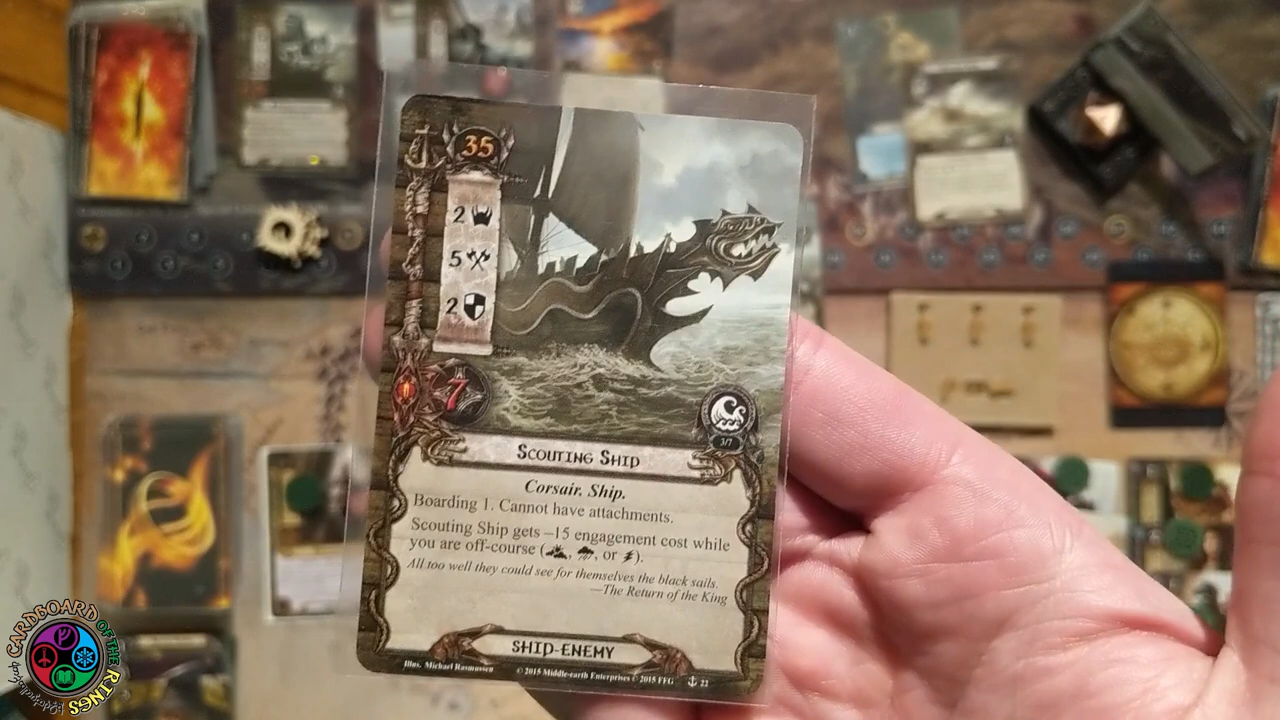 35
2
5
2
7
3/7
Scouting Ship
Corsair. Ship.
Boarding 1. Cannot have attachments.
Scouting Ship gets –15 engagement cost while
you are off-course ( , , or ).
All too well they could see for themselves the black sails.
—The Return of the King
SHIP-ENEMY
Illus. Michael Rasmussen
© 2015 Middle-earth Enterprises © 2015 FFG
22
CARDBOARD OF THE RINGS